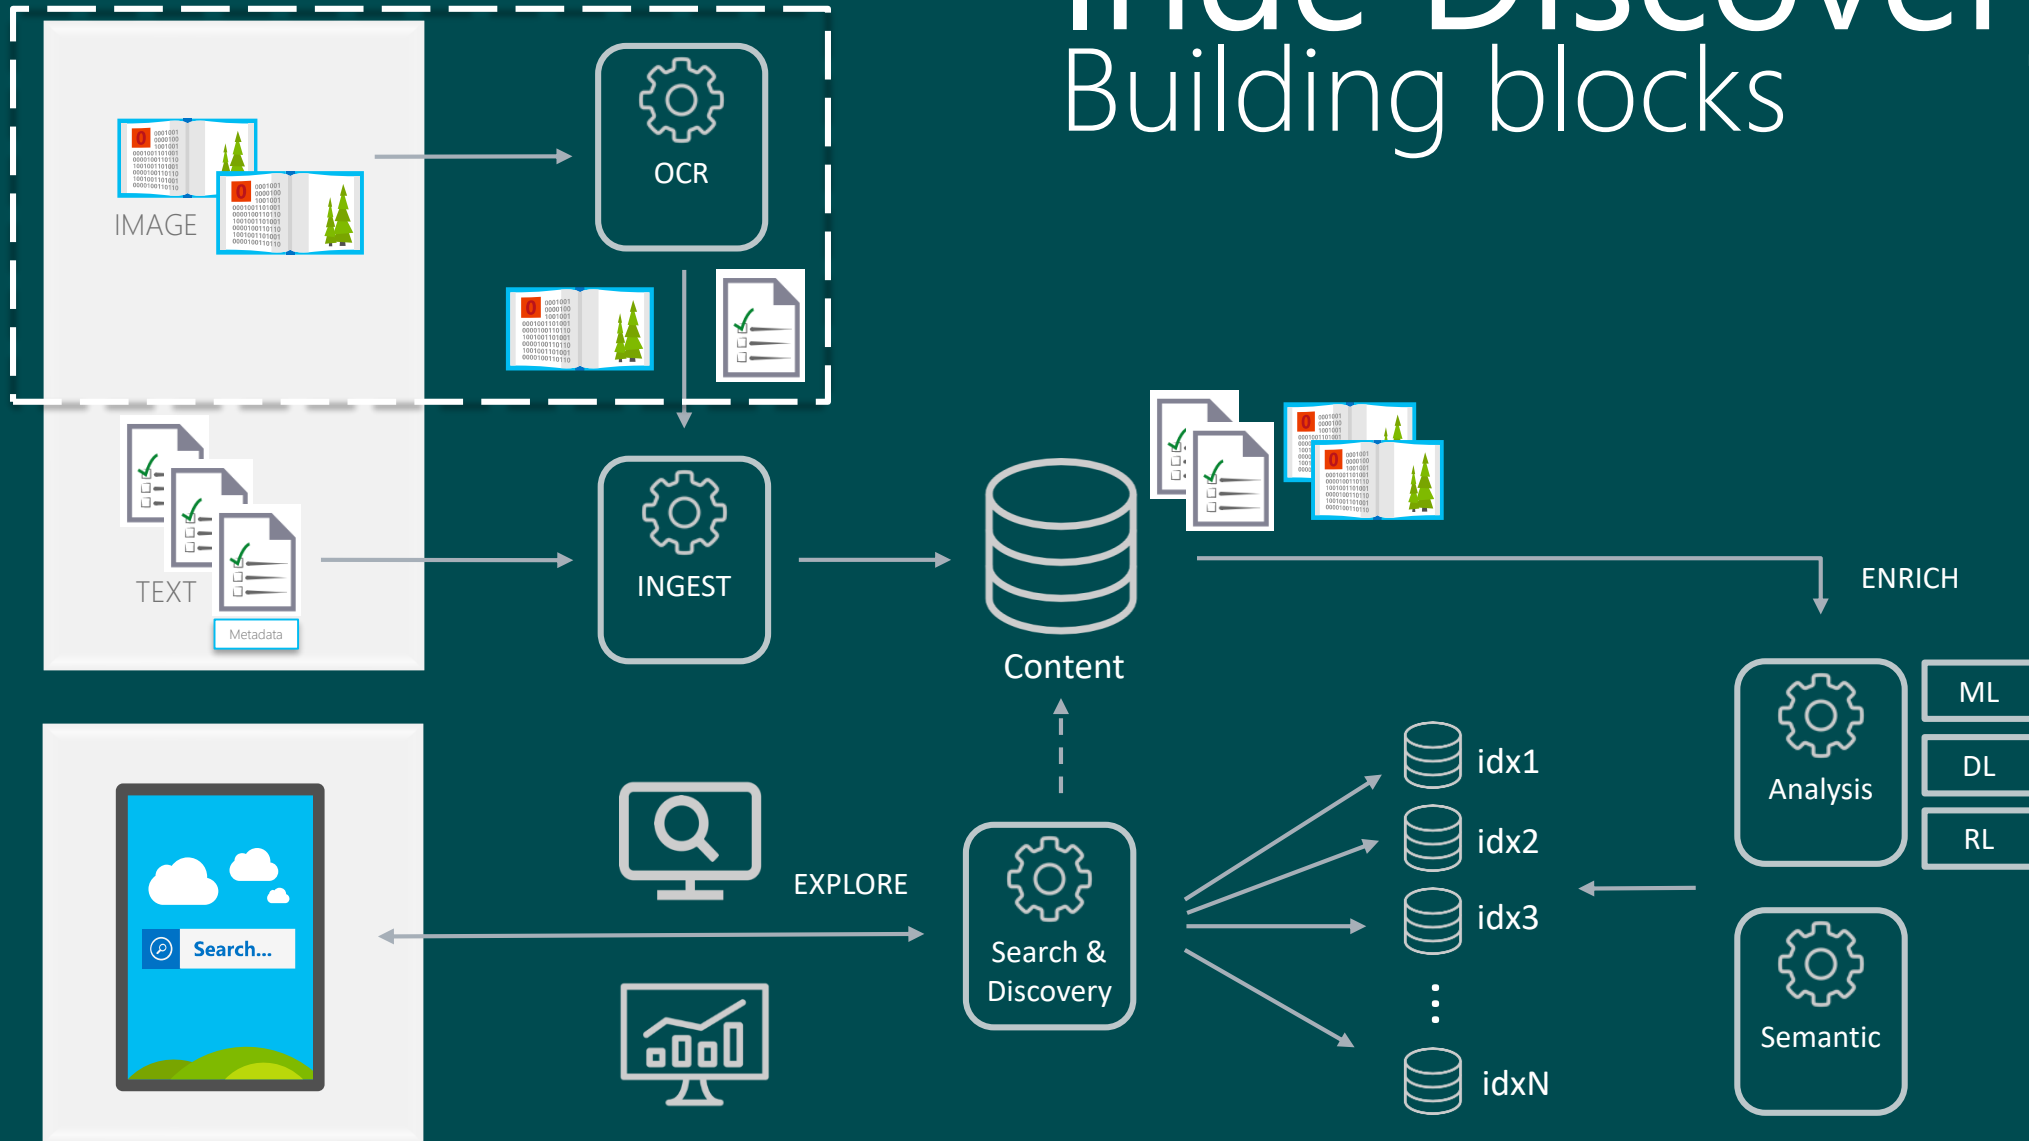 Building blocks
OCR
IMAGE
TEXT
Metadata
INGEST
Content
ENRICH
ML
DL
RL
Analysis
Semantic
idx1
idx2
idx3
idxN
EXPLORE
Search &
Discovery
Search...